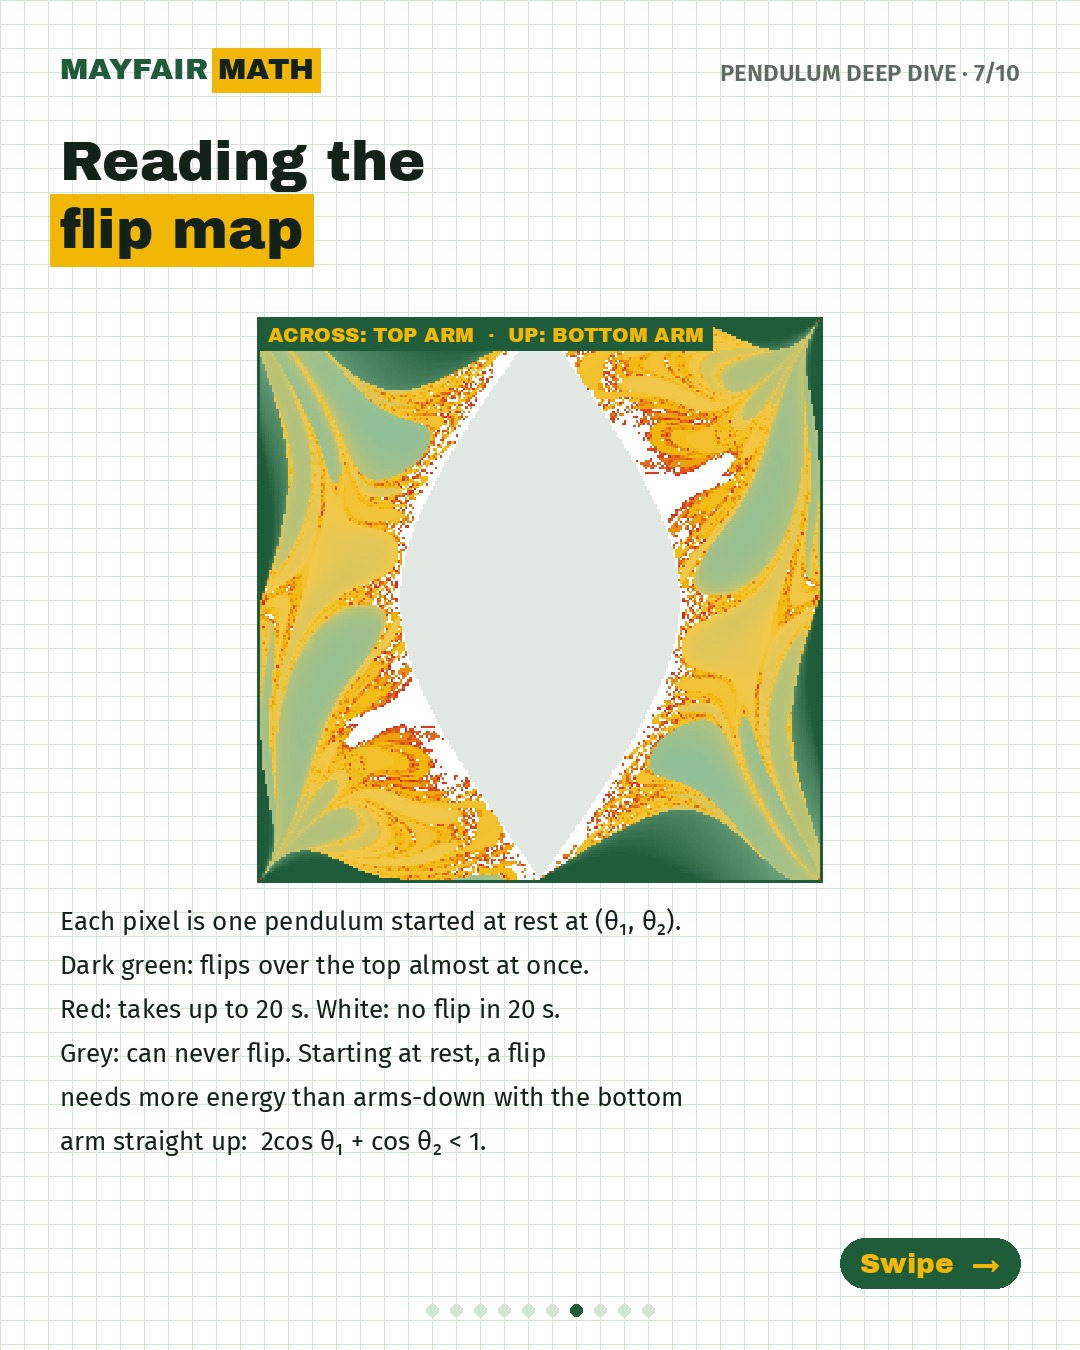 MAYFAIR MATH
PENDULUM DEEP DIVE · 7/10
Reading the
flip map
ACROSS: TOP ARM · UP: BOTTOM ARM
Each pixel is one pendulum started at rest at (θ₁, θ₂).
Dark green: flips over the top almost at once.
Red: takes up to 20 s. White: no flip in 20 s.
Grey: can never flip. Starting at rest, a flip
needs more energy than arms-down with the bottom
arm straight up: 2cos θ₁ + cos θ₂ < 1.
Swipe →